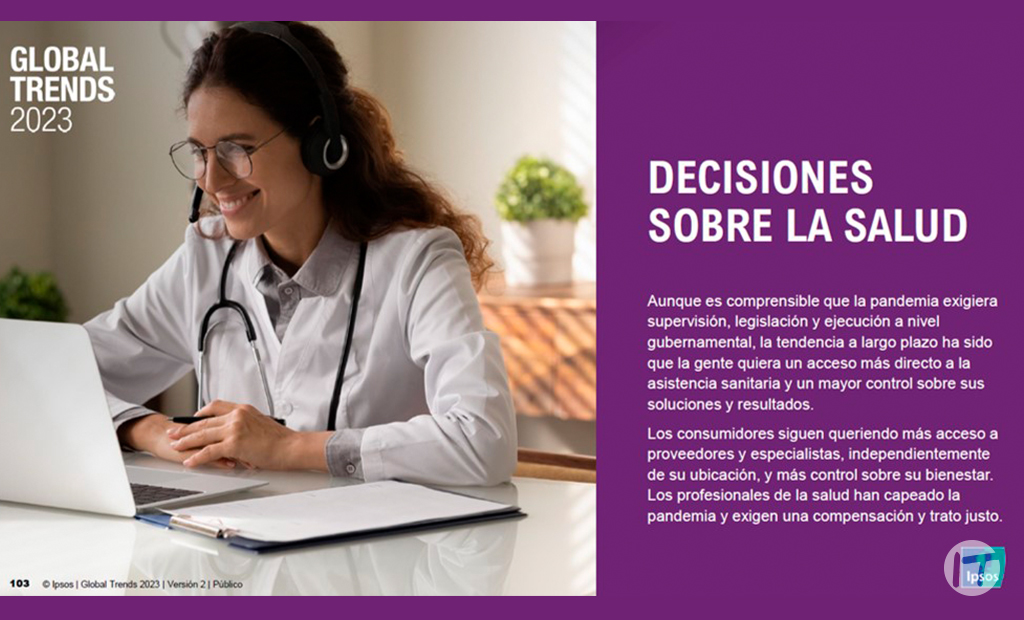 GLOBAL
TRENDS
2023
DECISIONES
SOBRE LA SALUD
Aunque es comprensible que la pandemia exigiera
supervisión, legislación y ejecución a nivel
gubernamental, la tendencia a largo plazo ha sido
que la gente quiera un acceso más directo a la
asistencia sanitaria y un mayor control sobre sus
soluciones y resultados.
Los consumidores siguen queriendo más acceso a
proveedores y especialistas, independientemente
de su ubicación, y más control sobre su bienestar.
Los profesionales de la salud han capeado la
pandemia y exigen una compensación y trato justo.
103 © Ipsos | Global Trends 2023 | Versión 2 | Público
Ipsos